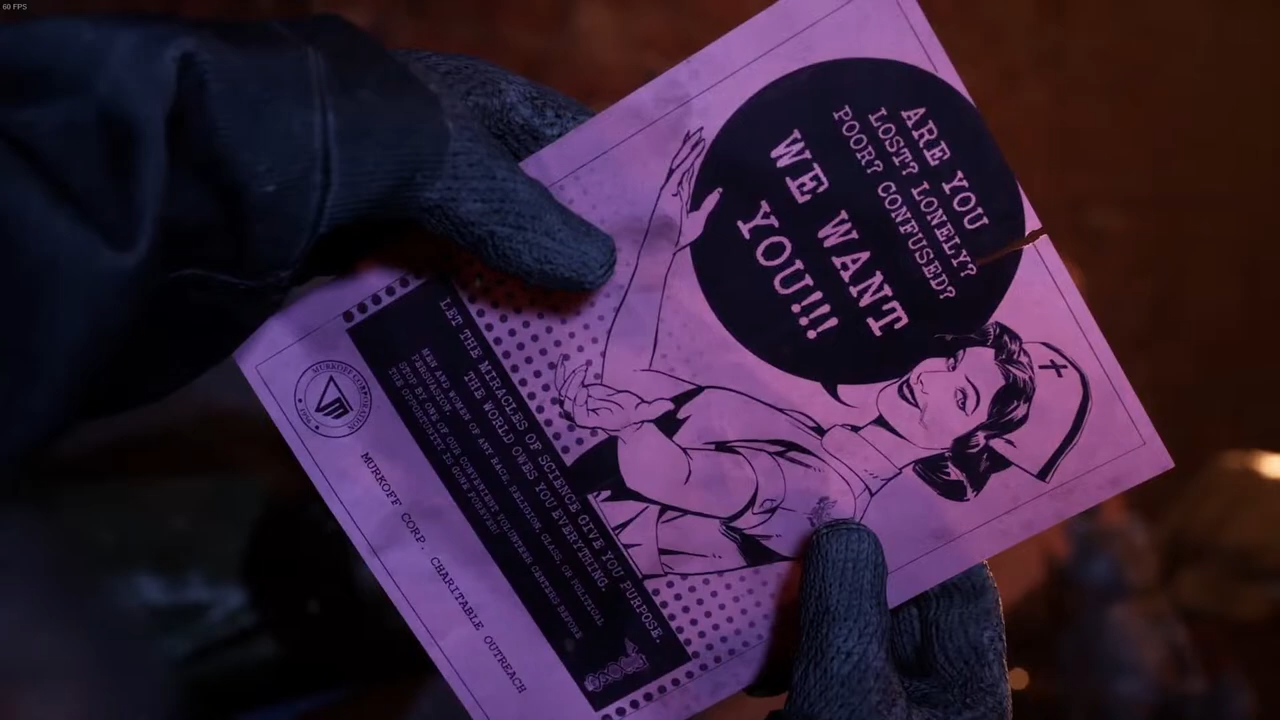 60 FPS
ARE YOU
LOST? LONELY?
POOR? CONFUSED?
WE WANT
YOU!!!
LET THE MIRACLES OF SCIENCE GIVE YOU PURPOSE.
THE WORLD OWES YOU EVERYTHING.
MEN AND WOMEN OF ANY RACE, RELIGION, CLASS, OR POLITICAL
PERSUASION.
STOP BY ONE OF OUR CONVENIENT VOLUNTEER CENTERS BEFORE
THE OPPORTUNITY IS GONE FOREVER!!
MURKOFF CORPORATION
MURKOFF CORP. CHARITABLE OUTREACH